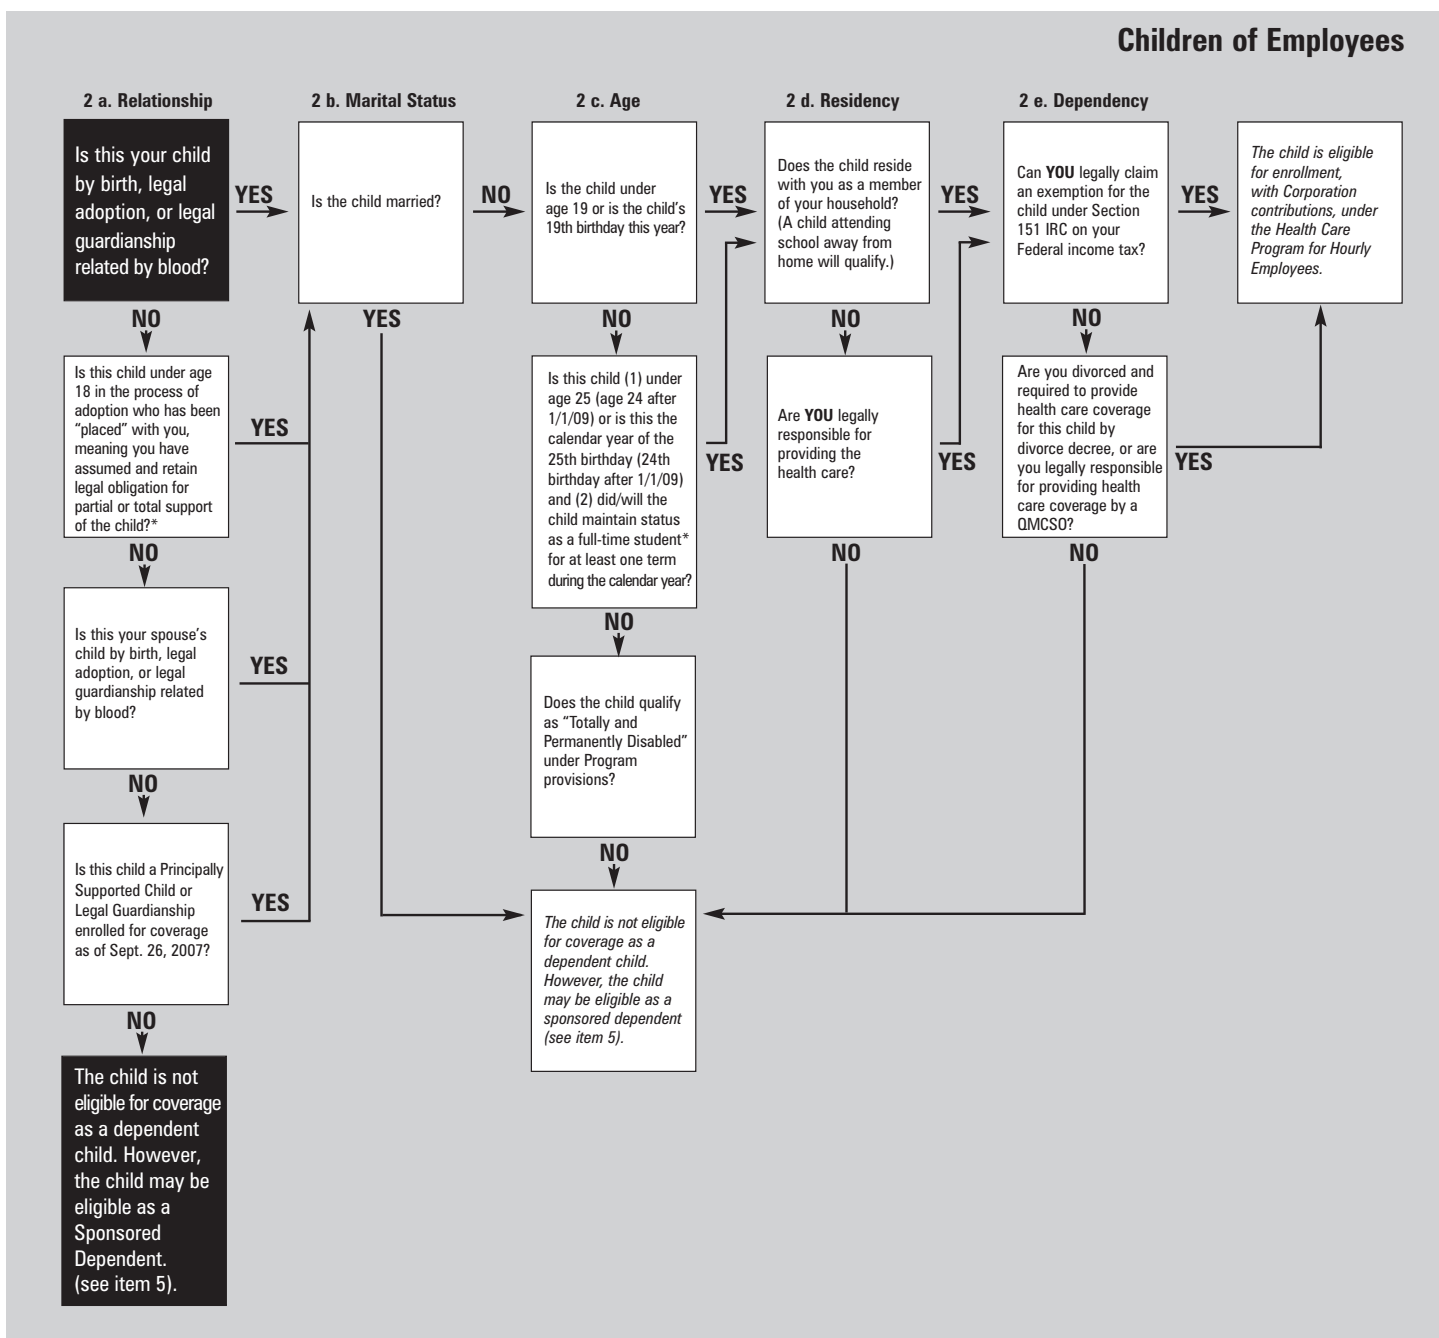 Children of Employees
2 a. Relationship
2 b. Marital Status
2 c. Age
2 d. Residency
2 e. Dependency
Is this your child
by birth, legal
adoption, or legal
guardianship
related by blood?
YES
Is the child married?
NO
Is the child under
age 19 or is the child's
19th birthday this year?
YES
Does the child reside
with you as a member
of your household?
(A child attending
school away from
home will qualify.)
YES
Can YOU legally claim
an exemption for the
child under Section
151 IRC on your
Federal income tax?
YES
The child is eligible
for enrollment,
with Corporation
contributions, under
the Health Care
Program for Hourly
Employees.
NO
YES
NO
NO
NO
Is this child under age
18 in the process of
adoption who has been
“placed” with you,
meaning you have
assumed and retain
legal obligation for
partial or total support
of the child?*
YES
Is this child (1) under
age 25 (age 24 after
1/1/09) or is this the
calendar year of the
25th birthday (24th
birthday after 1/1/09)
and (2) did/will the
child maintain status
as a full-time student*
for at least one term
during the calendar year?
YES
Are YOU legally
responsible for
providing the
health care?
YES
Are you divorced and
required to provide
health care coverage
for this child by
divorce decree, or are
you legally responsible
for providing health
care coverage by a
QMCSO?
YES
NO
NO
NO
Is this your spouse's
child by birth, legal
adoption, or legal
guardianship related
by blood?
YES
NO
Does the child qualify
as “Totally and
Permanently Disabled”
under Program
provisions?
NO
Is this child a Principally
Supported Child or
Legal Guardianship
enrolled for coverage
as of Sept. 26, 2007?
YES
NO
The child is not eligible
for coverage as a
dependent child.
However, the child
may be eligible as a
sponsored dependent
(see item 5).
NO
The child is not
eligible for coverage
as a dependent
child. However,
the child may be
eligible as a
Sponsored
Dependent.
(see item 5).